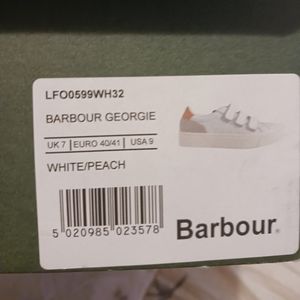 LFO0599WH32
BARBOUR GEORGIE
UK 7 | EURO 40/41 | USA 9
WHITE/PEACH
5 020985 023578
Barbour®